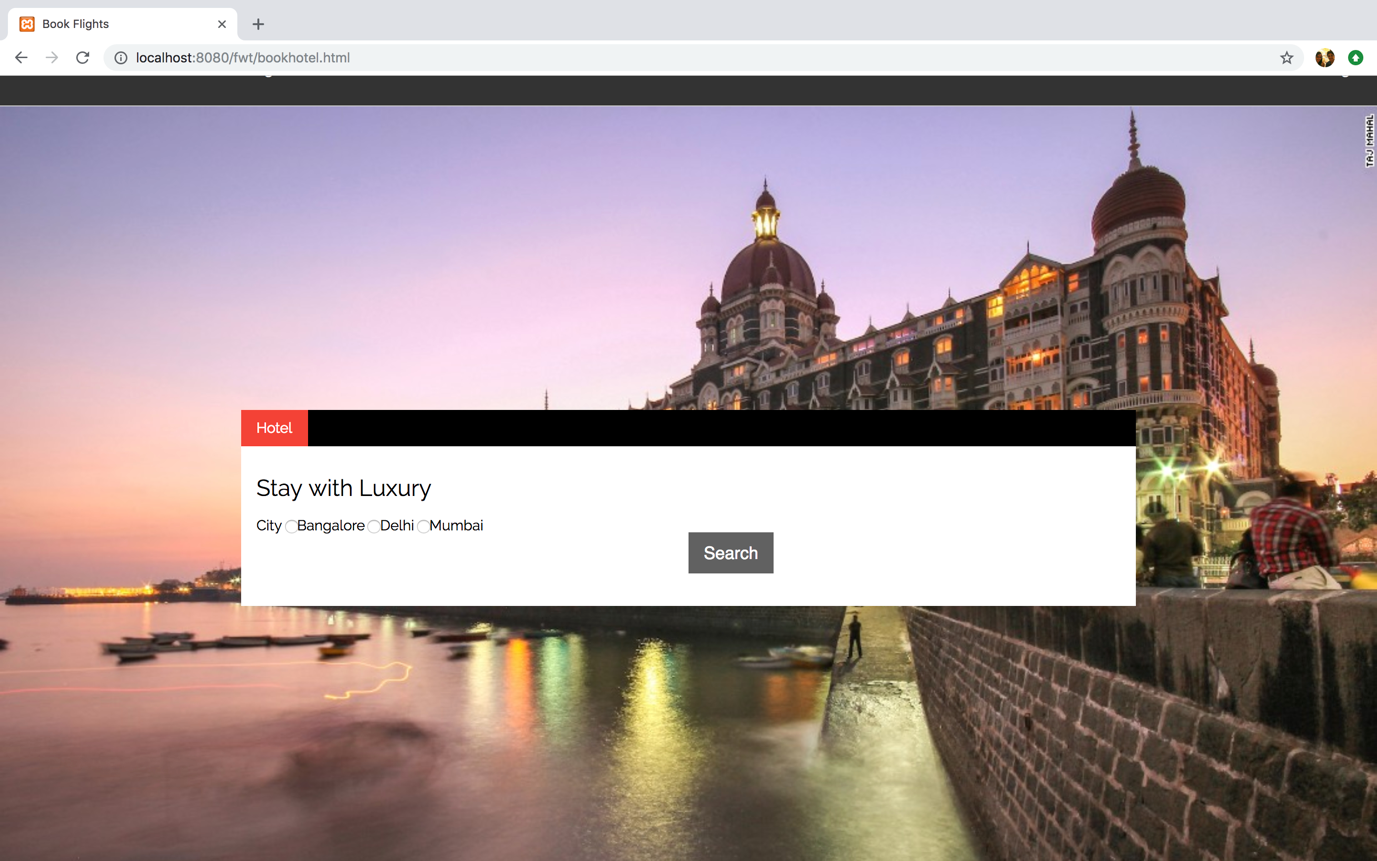 Book Flights
localhost:8080/fwt/bookhotel.html
TAJ MAHAL
Hotel
Stay with Luxury
City Bangalore Delhi Mumbai
Search